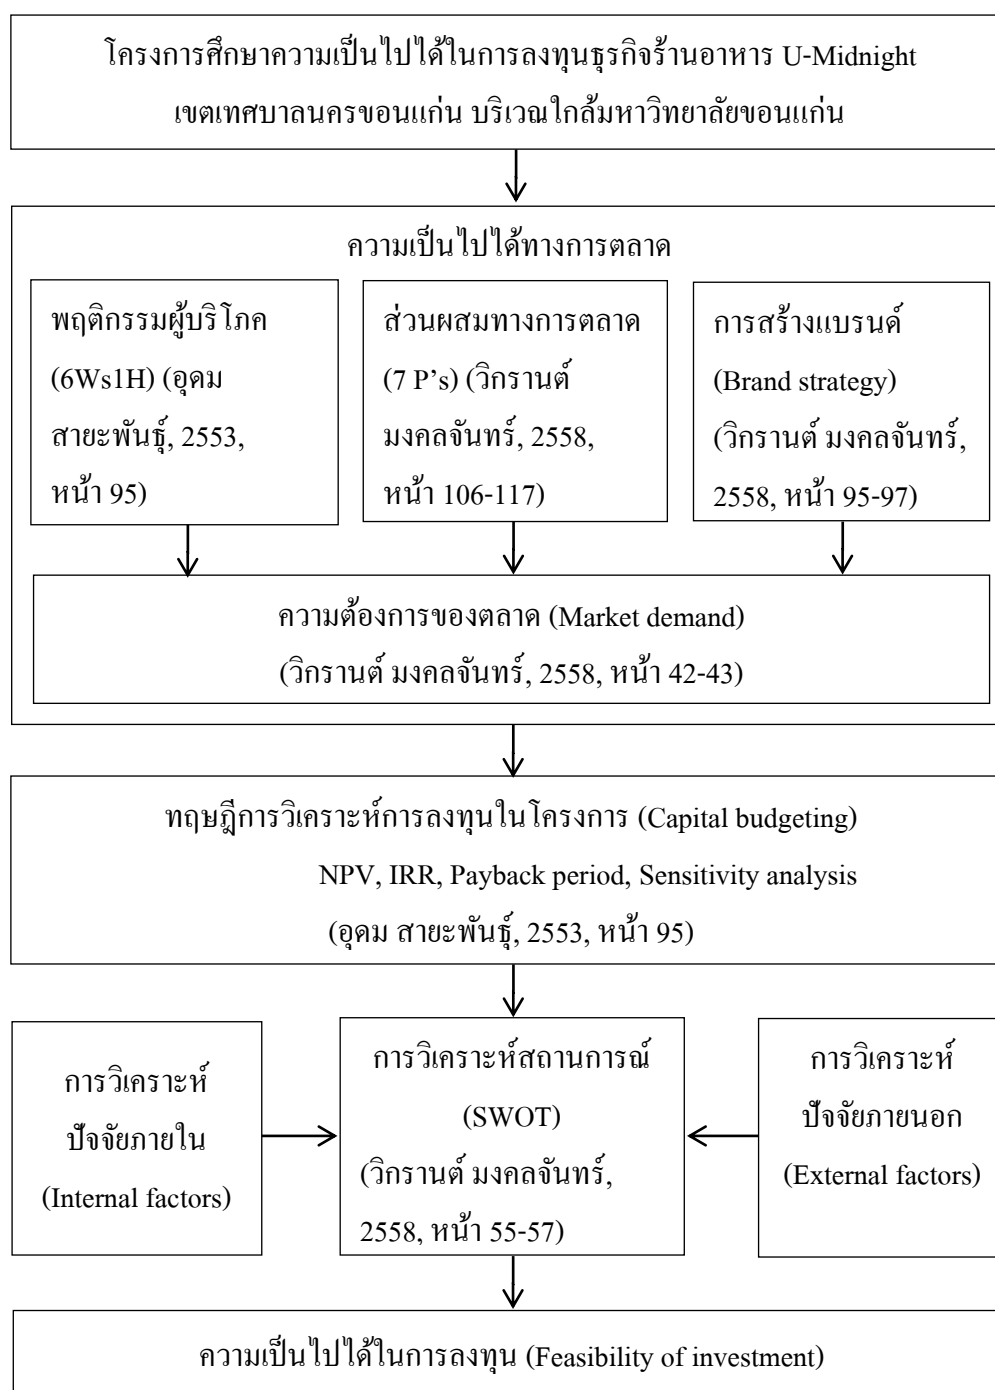 โครงการศึกษาความเป็นไปได้ในการลงทุนธุรกิจร้านอาหาร U-Midnight
เขตเทศบาลนครขอนแก่น บริเวณใกล้มหาวิทยาลัยขอนแก่น
ความเป็นไปได้ทางการตลาด
พฤติกรรมผู้บริโภค
(6Ws1H) (อุดม
สายะพันธุ์, 2553,
หน้า 95)
ส่วนผสมทางการตลาด
(7 P’s) (วิกรานต์
มงคลจันทร์, 2558,
หน้า 106-117)
การสร้างแบรนด์
(Brand strategy)
(วิกรานต์ มงคลจันทร์,
2558, หน้า 95-97)
ความต้องการของตลาด (Market demand)
(วิกรานต์ มงคลจันทร์, 2558, หน้า 42-43)
ทฤษฎีการวิเคราะห์การลงทุนในโครงการ (Capital budgeting)
NPV, IRR, Payback period, Sensitivity analysis
(อุดม สายะพันธุ์, 2553, หน้า 95)
การวิเคราะห์
ปัจจัยภายใน
(Internal factors)
การวิเคราะห์สถานการณ์
(SWOT)
(วิกรานต์ มงคลจันทร์,
2558, หน้า 55-57)
การวิเคราะห์
ปัจจัยภายนอก
(External factors)
ความเป็นไปได้ในการลงทุน (Feasibility of investment)